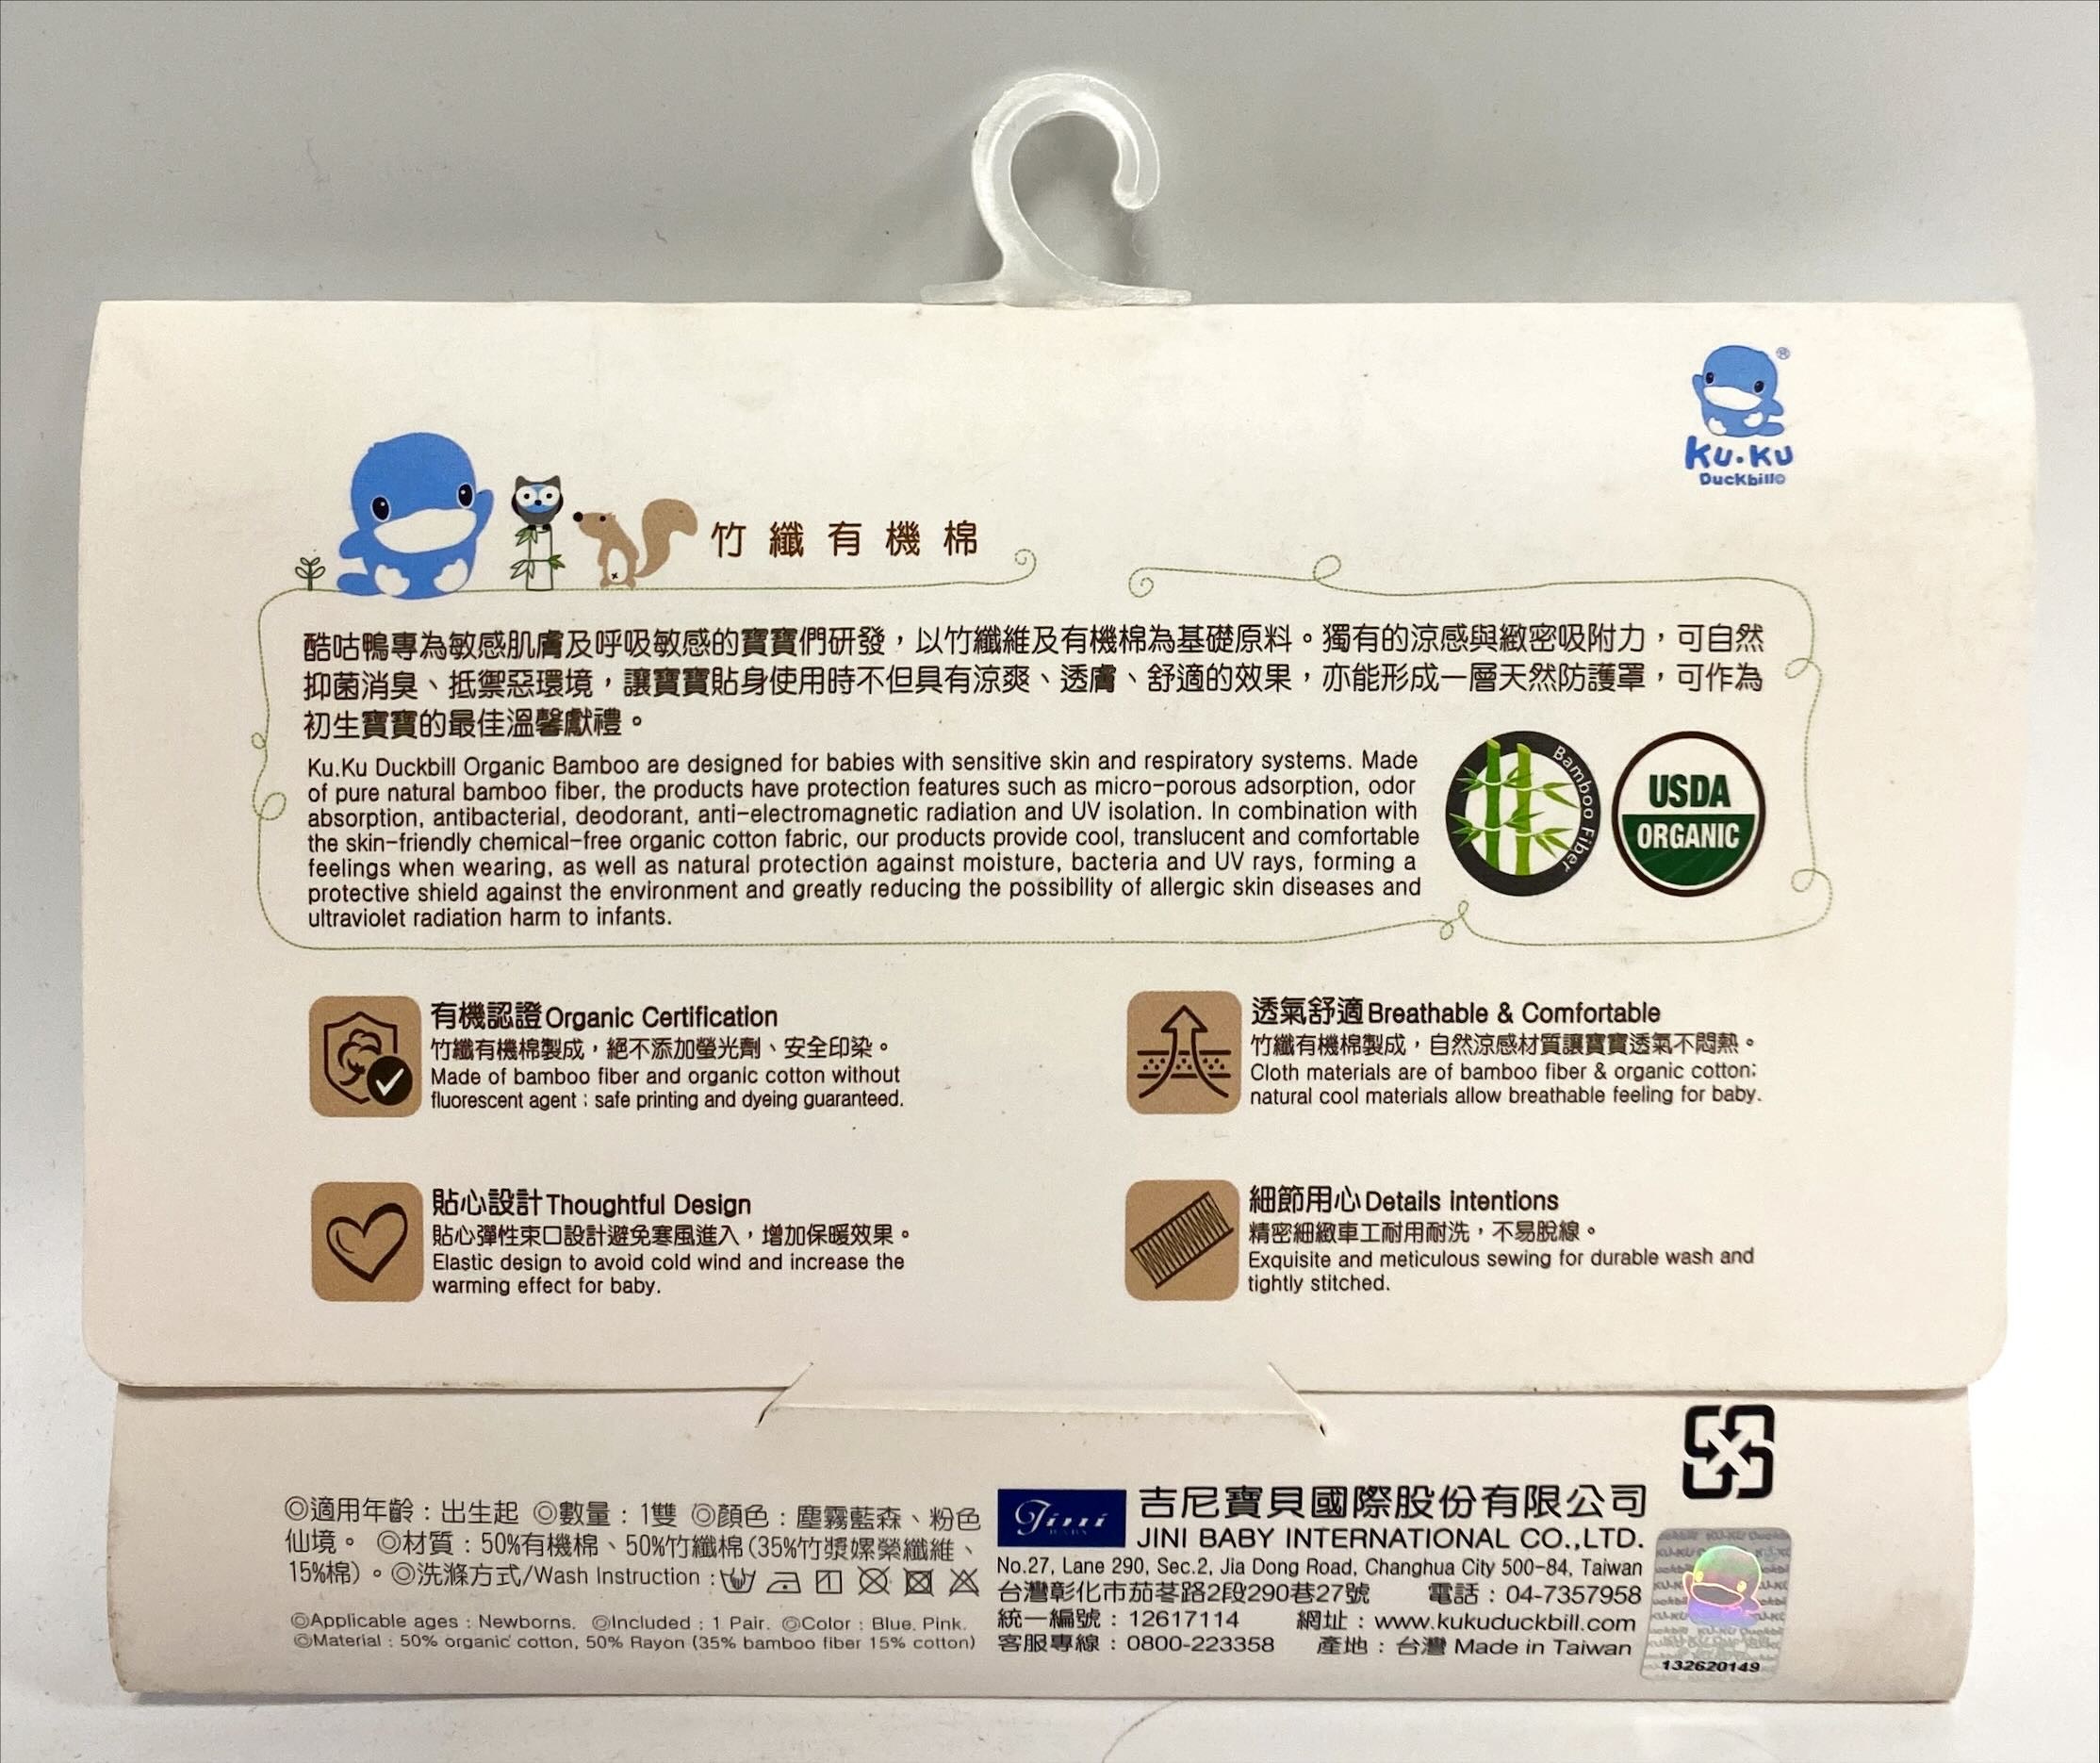 ®
Ku.Ku
Duckbill©
竹纖有機棉
酷咕鴨專為敏感肌膚及呼吸敏感的寶寶們研發，以竹纖維及有機棉為基礎原料。獨有的涼感與緻密吸附力，可自然
抑菌消臭、抵禦惡環境，讓寶寶貼身使用時不但具有涼爽、透膚、舒適的效果，亦能形成一層天然防護罩，可作為
初生寶寶的最佳溫馨獻禮。
Ku.Ku Duckbill Organic Bamboo are designed for babies with sensitive skin and respiratory systems. Made
of pure natural bamboo fiber, the products have protection features such as micro-porous adsorption, odor
absorption, antibacterial, deodorant, anti-electromagnetic radiation and UV isolation. In combination with
the skin-friendly chemical-free organic cotton fabric, our products provide cool, translucent and comfortable
feelings when wearing, as well as natural protection against moisture, bacteria and UV rays, forming a
protective shield against the environment and greatly reducing the possibility of allergic skin diseases and
ultraviolet radiation harm to infants.
Bamboo Fiber
USDA
ORGANIC
有機認證 Organic Certification
竹纖有機棉製成，絕不添加螢光劑、安全印染。
Made of bamboo fiber and organic cotton without
fluorescent agent ; safe printing and dyeing guaranteed.
透氣舒適 Breathable & Comfortable
竹纖有機棉製成，自然涼感材質讓寶寶透氣不悶熱。
Cloth materials are of bamboo fiber & organic cotton;
natural cool materials allow breathable feeling for baby.
貼心設計 Thoughtful Design
貼心彈性束口設計避免寒風進入，增加保暖效果。
Elastic design to avoid cold wind and increase the
warming effect for baby.
細節用心 Details intentions
精密細緻車工耐用耐洗，不易脫線。
Exquisite and meticulous sewing for durable wash and
tightly stitched.
◎適用年齡：出生起 ◎數量：1雙 ◎顏色：塵霧藍森、粉色
仙境。 ◎材質：50%有機棉、50%竹纖棉(35%竹漿嫘縈纖維、
15%棉)。◎洗滌方式/Wash Instruction :
◎Applicable ages : Newborns. ◎Included : 1 Pair. ◎Color : Blue. Pink.
◎Material : 50% organic cotton, 50% Rayon (35% bamboo fiber 15% cotton)
Jini
BABY
吉尼寶貝國際股份有限公司
JINI BABY INTERNATIONAL CO.,LTD.
No.27, Lane 290, Sec.2, Jia Dong Road, Changhua City 500-84, Taiwan
台灣彰化市茄苳路2段290巷27號 電話：04-7357958
統一編號：12617114 網址：www.kukuduckbill.com
客服專線：0800-223358 產地：台灣 Made in Taiwan
132620149